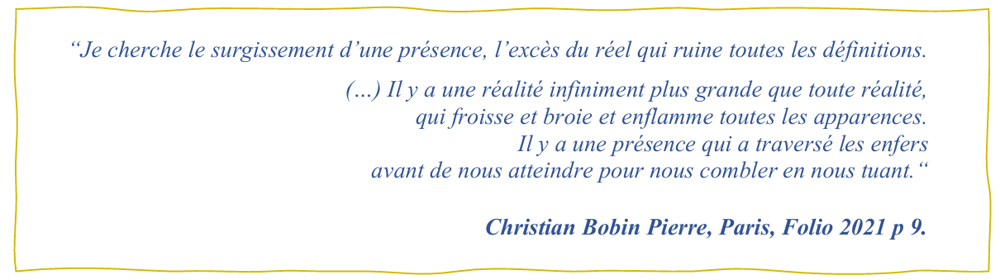 “Je cherche le surgissement d’une présence, l’excès du réel qui ruine toutes les définitions.
(…) Il y a une réalité infiniment plus grande que toute réalité,
qui froisse et broie et enflamme toutes les apparences.
Il y a une présence qui a traversé les enfers
avant de nous atteindre pour nous combler en nous tuant.“
Christian Bobin Pierre, Paris, Folio 2021 p 9.